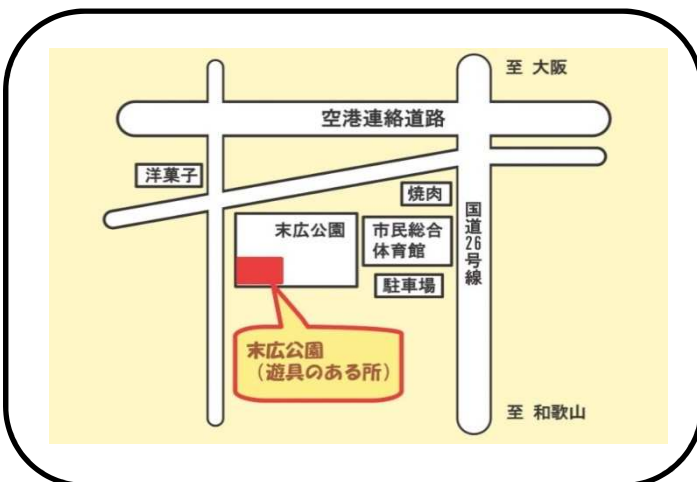 至 大阪
空港連絡道路
洋菓子
焼肉
国道26号線
末広公園
市民総合
体育館
駐車場
末広公園
（遊具のある所）
至 和歌山